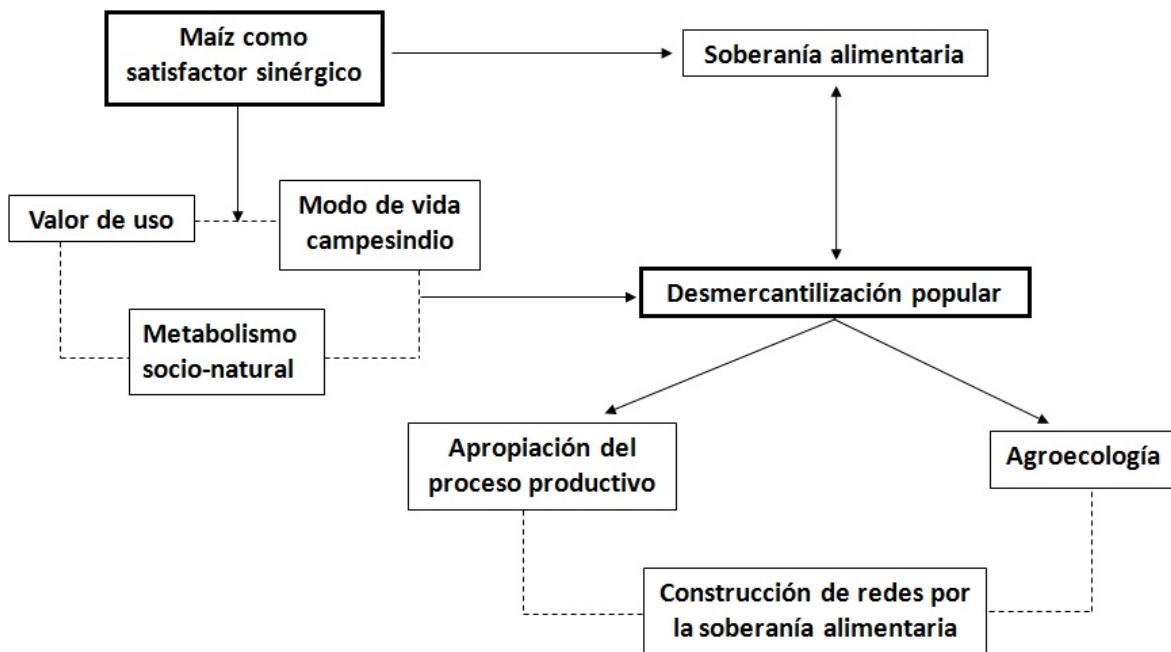 Maíz como
satisfactor sinérgico
Soberanía alimentaria
Valor de uso
Modo de vida
campesindio
Metabolismo
socio-natural
Desmercantilización popular
Apropiación del
proceso productivo
Agroecología
Construcción de redes por
la soberanía alimentaria